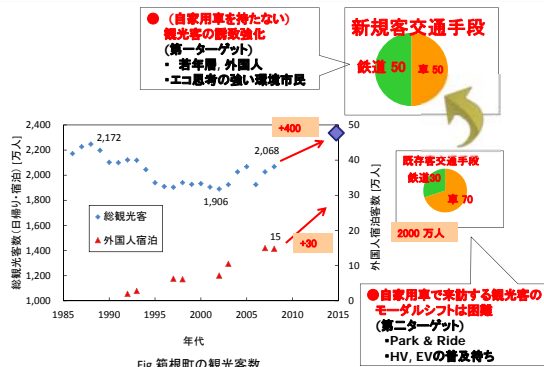 ● (自家用車を持たない)
観光客の誘致強化
(第一ターゲット)
・ 若年層, 外国人
・エコ思考の強い環境市民
新規客交通手段
鉄道 50
車 50
+400
2,400
2,200
2,000
1,800
1,600
1,400
1,200
1,000
総観光客数(日帰り・宿泊) [万人]
2,172
1,906
2,068
15
総観光客
外国人宿泊
+30
50
40
30
20
10
0
外国人宿泊客数 [万人]
1985
1990
1995
2000
2005
2010
2015
年代
Fig 箱根町の観光客数
既存客交通手段
鉄道30
車 70
2000 万人
●自家用車で来訪する観光客の
モーダルシフトは困難
(第二ターゲット)
•Park & Ride
•HV, EVの普及待ち